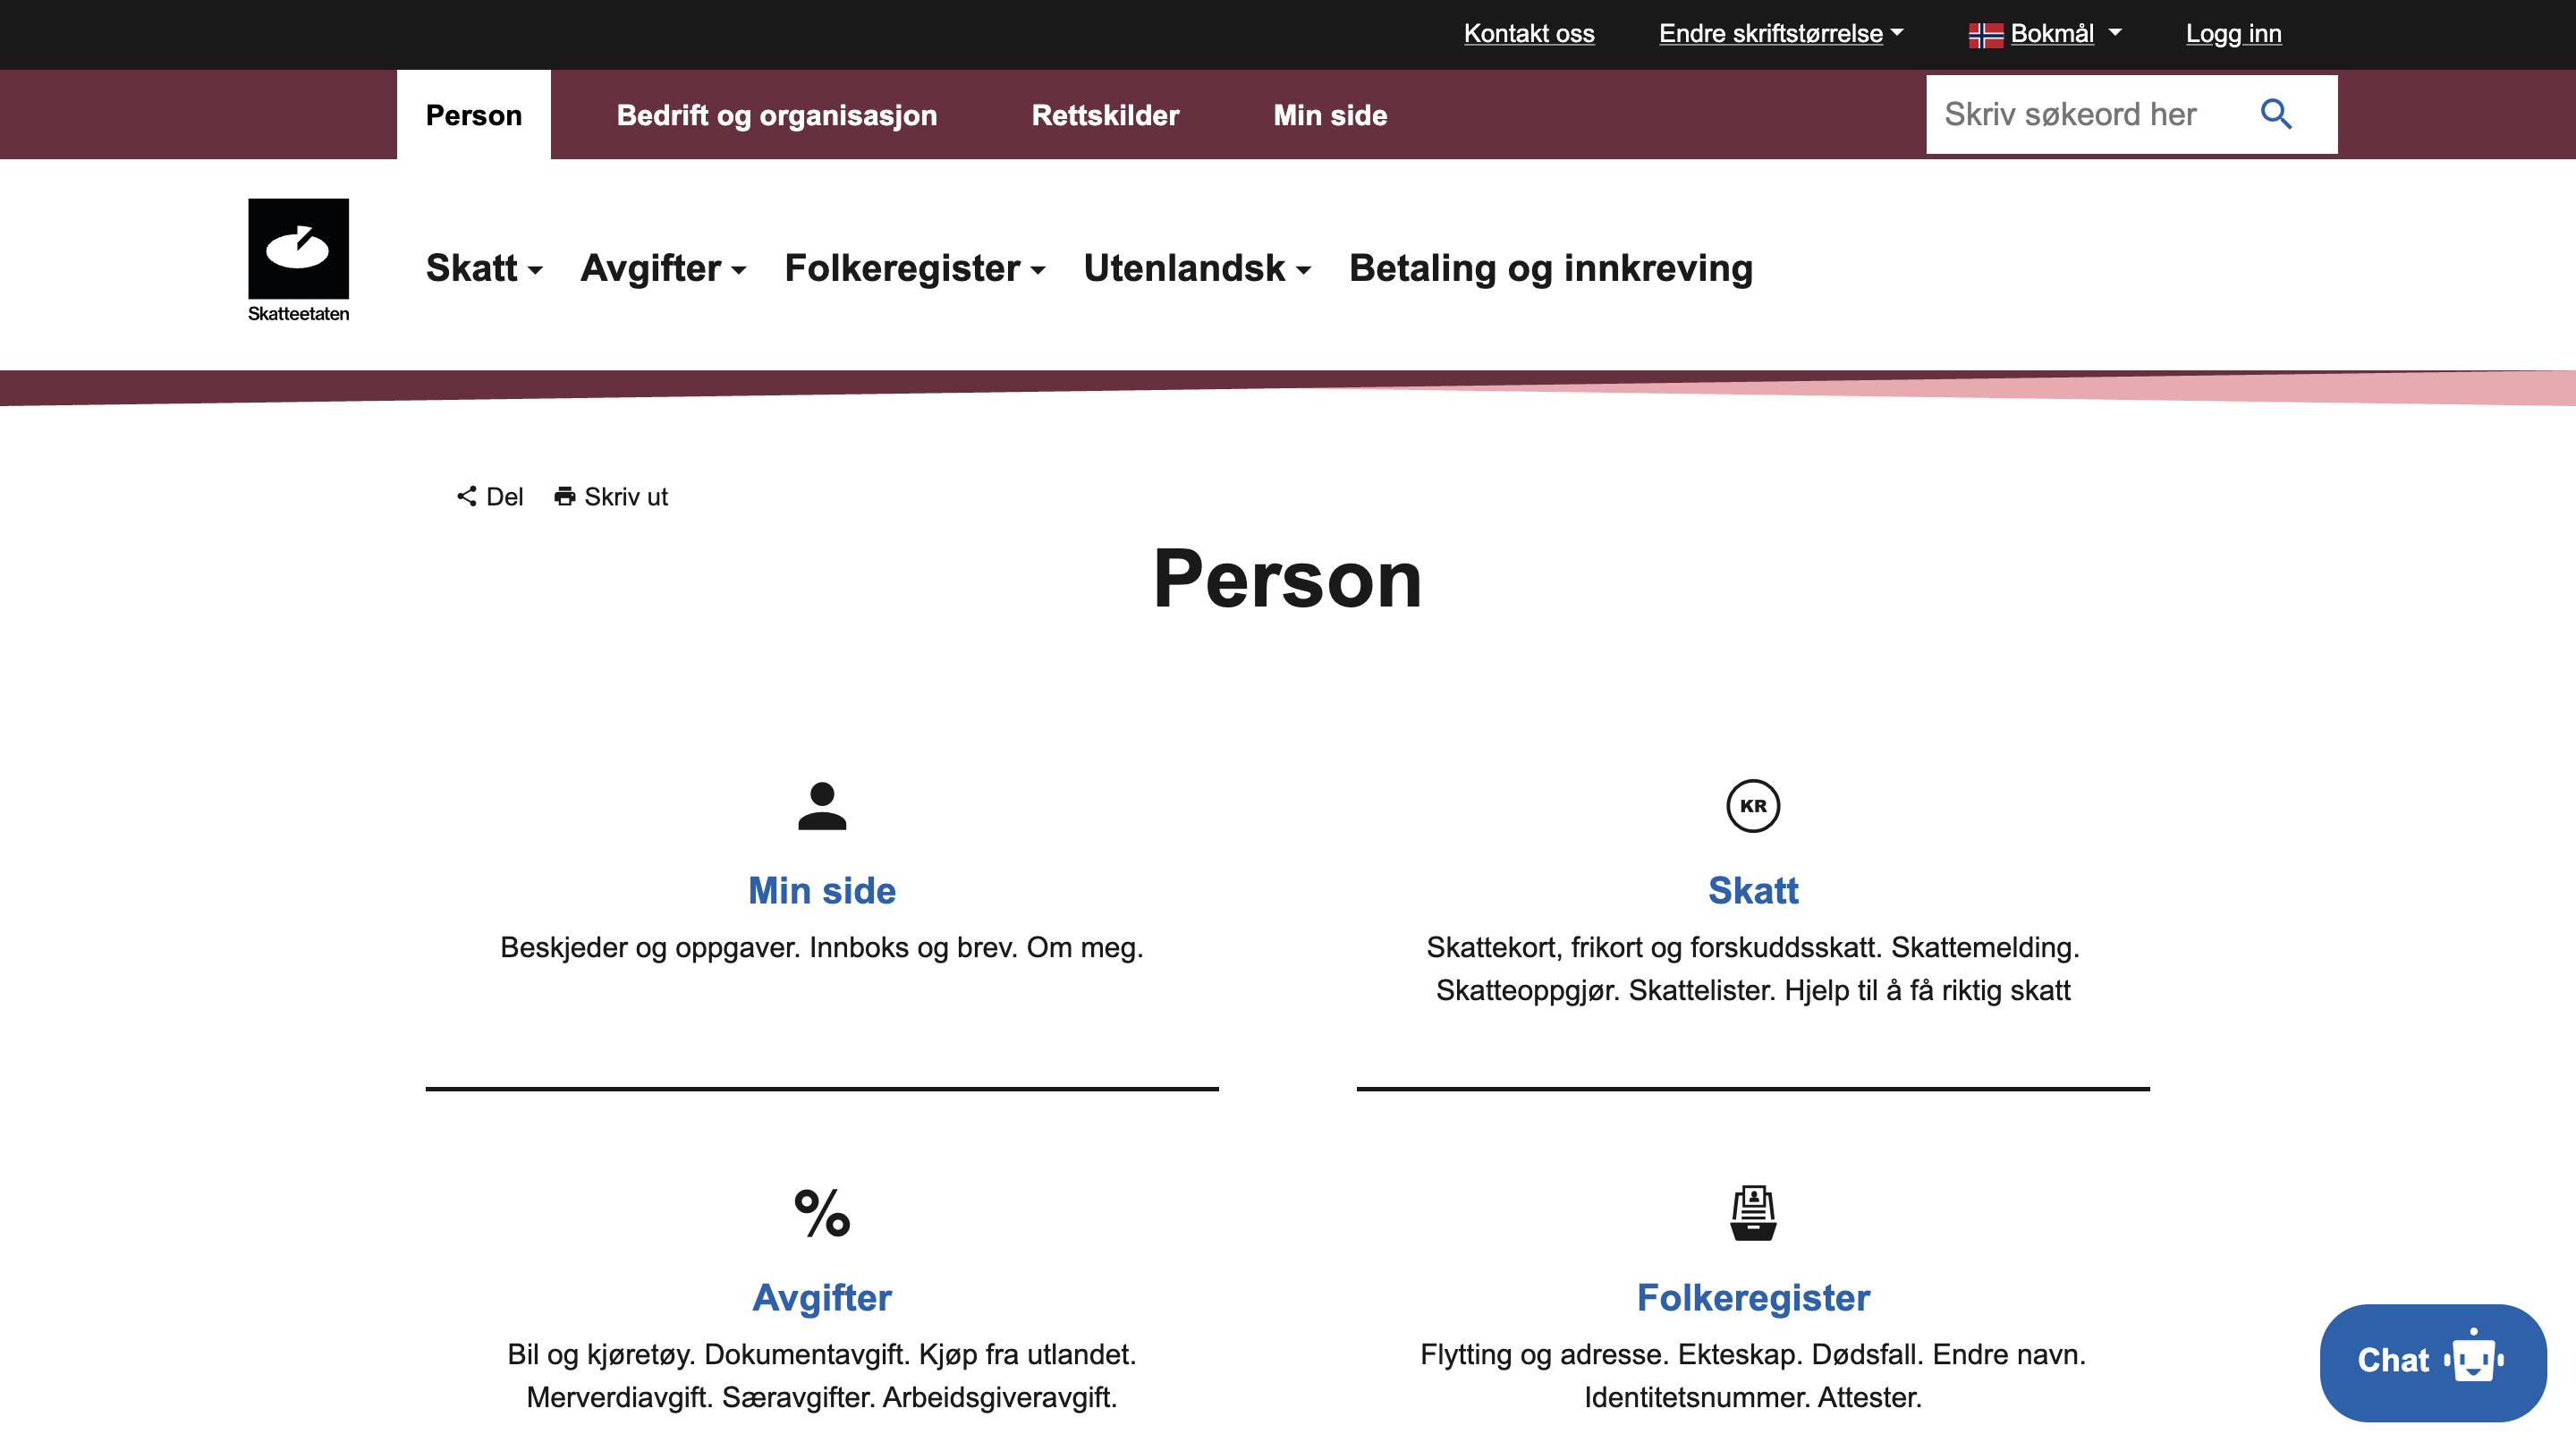 Kontakt oss Endre skriftstørrelse Bokmål Logg inn
Person Bedrift og organisasjon Rettskilder Min side Skriv søkeord her
Skatteetaten
Skatt Avgifter Folkeregister Utenlandsk Betaling og innkreving
Del Skriv ut
Person
Min side
Beskjeder og oppgaver. Innboks og brev. Om meg.
KR
Skatt
Skattekort, frikort og forskuddsskatt. Skattemelding.
Skatteoppgjør. Skattelister. Hjelp til å få riktig skatt
%
Avgifter
Bil og kjøretøy. Dokumentavgift. Kjøp fra utlandet.
Merverdiavgift. Særavgifter. Arbeidsgiveravgift.
Folkeregister
Flytting og adresse. Ekteskap. Dødsfall. Endre navn.
Identitetsnummer. Attester.
Chat